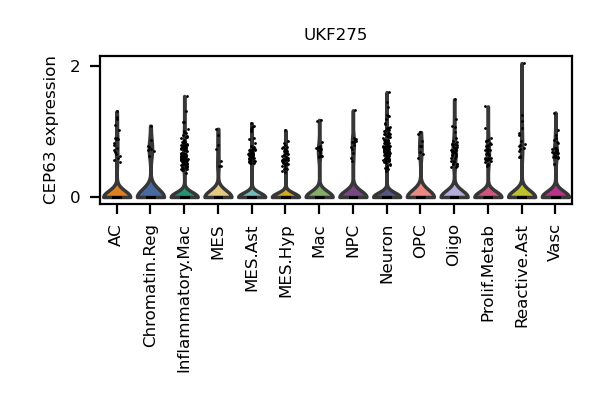 UKF275
CEP63 expression
2
0
AC
Chromatin.Reg
Inflammatory.Mac
MES
MES.Ast
MES.Hyp
Mac
NPC
Neuron
OPC
Oligo
Prolif.Metab
Reactive.Ast
Vasc